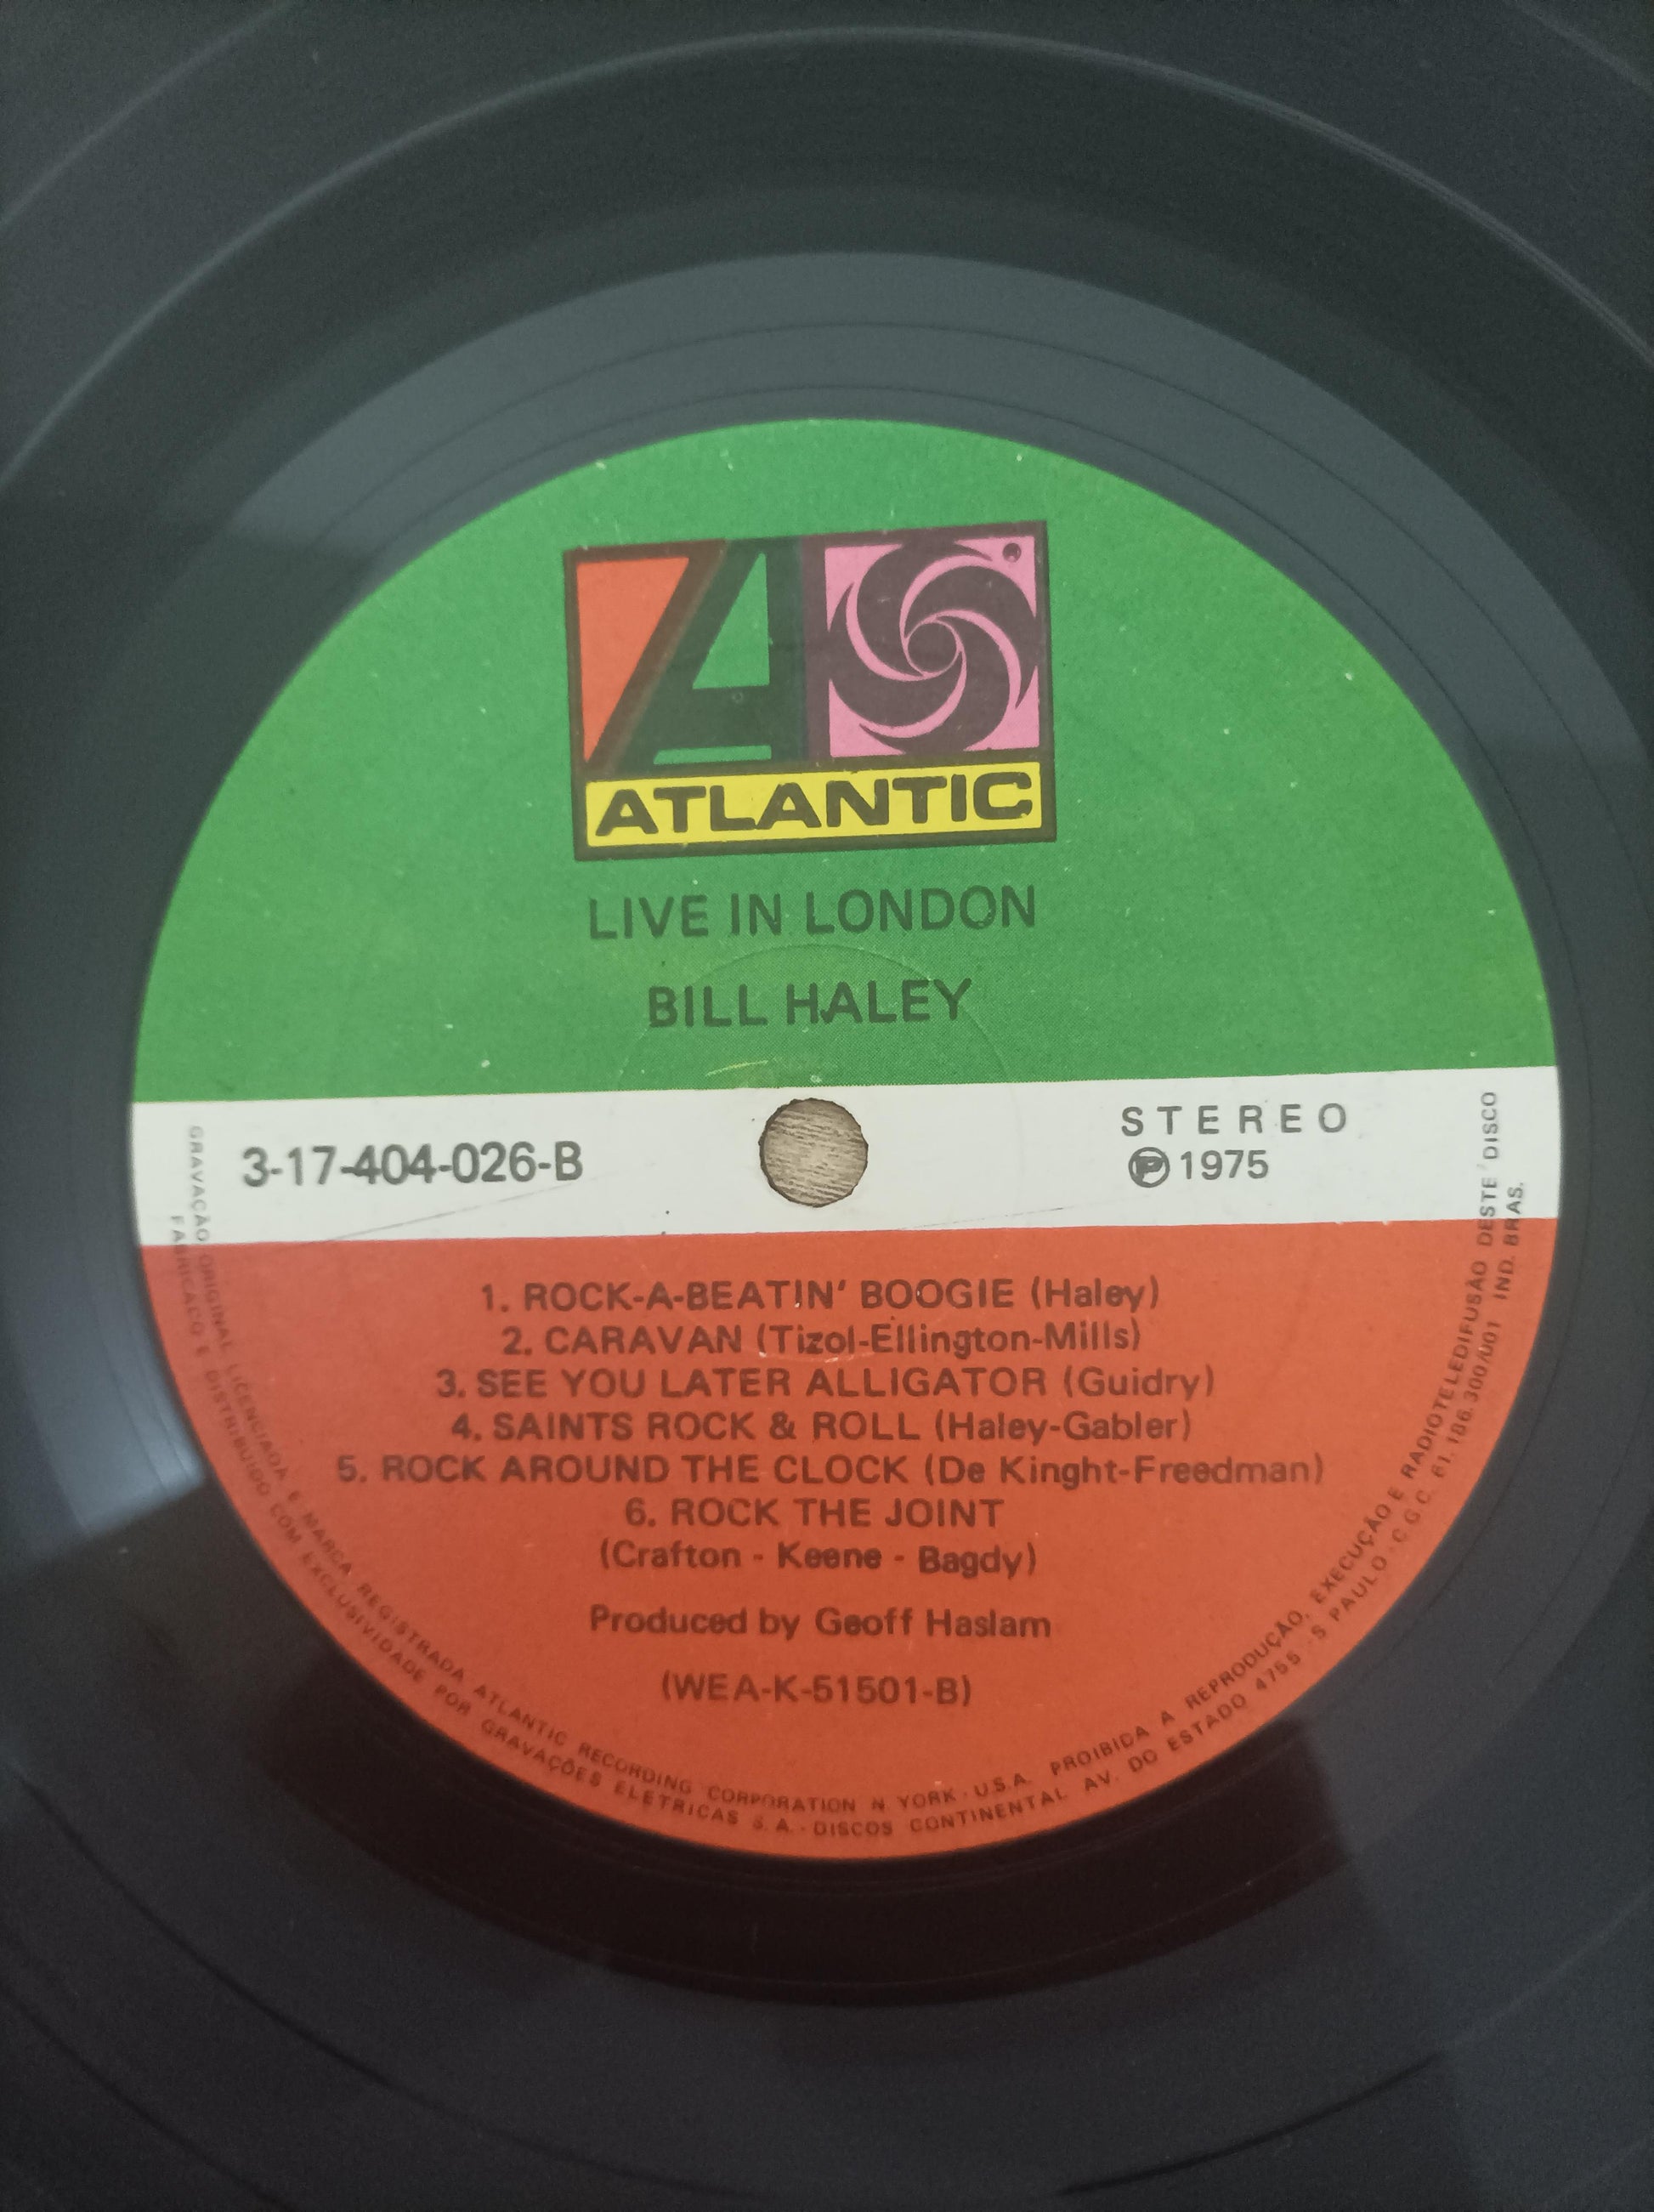 ATLANTIC
LIVE IN LONDON
BILL HALEY
3-17-404-026-B
STEREO
Ⓟ 1975
1. ROCK-A-BEATIN' BOOGIE (Haley)
2. CARAVAN (Tizol-Ellington-Mills)
3. SEE YOU LATER ALLIGATOR (Guidry)
4. SAINTS ROCK & ROLL (Haley-Gabler)
5. ROCK AROUND THE CLOCK (De Kinght-Freedman)
6. ROCK THE JOINT
(Crafton - Keene - Bagdy)
Produced by Geoff Haslam
(WEA-K-51501-B)
GRAVAÇÃO ORIGINAL LICENCIADA E MARCA REGISTRADA ATLANTIC RECORDING CORPORATION N. YORK - U.S.A. PROIBIDA A REPRODUÇÃO, EXECUÇÃO E RADIOTELEDIFUSÃO DESTE DISCO
FABRICADO E DISTRIBUIDO COM EXCLUSIVIDADE POR GRAVAÇÕES ELETRICAS S.A. - DISCOS CONTINENTAL AV. DO ESTADO 4755 - S PAULO - C.G.C. 61.186.300/001 IND. BRAS.